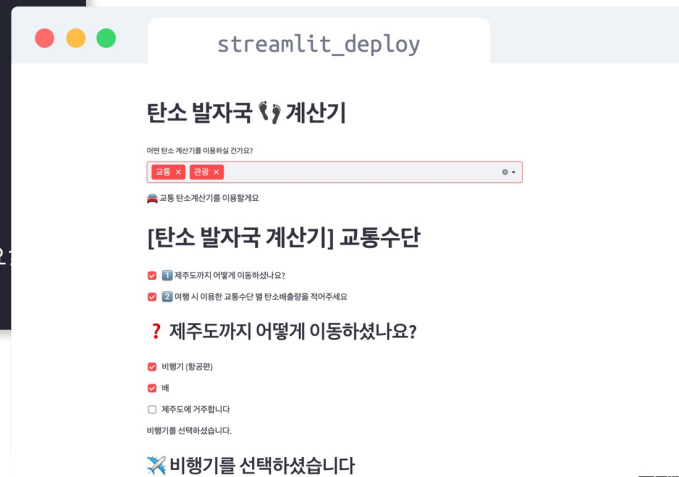 streamlit_deploy
탄소 발자국 👣 계산기
어떤 탄소 계산기를 이용하실 건가요?
교통 × 관광 ×
🚘 교통 탄소계산기를 이용할게요
[탄소 발자국 계산기] 교통수단
1️⃣ 제주도까지 어떻게 이동하셨나요?
2️⃣ 여행 시 이용한 교통수단 별 탄소배출량을 적어주세요
❓ 제주도까지 어떻게 이동하셨나요?
비행기 (항공편)
배
제주도에 거주합니다
비행기를 선택하셨습니다.
✈️ 비행기를 선택하셨습니다